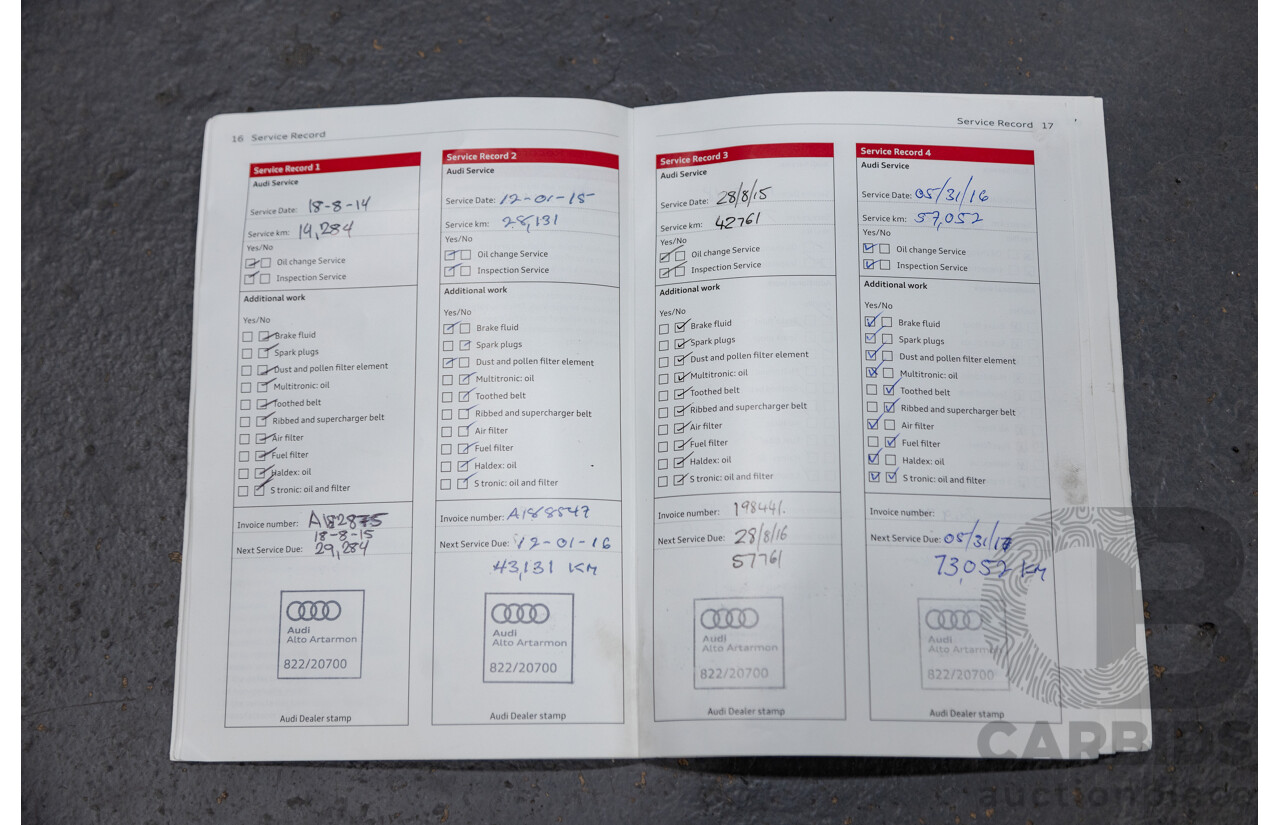 16 Service Record
Service Record 1
Audi Service
Service Date: 18-8-14
Service km: 14,284
Yes/No
Oil change Service
Inspection Service
Additional work
Yes/No
Brake fluid
Spark plugs
Dust and pollen filter element
Multitronic: oil
Toothed belt
Ribbed and supercharger belt
Air filter
Fuel filter
Haldex: oil
S tronic: oil and filter
Invoice number: A182875
18-8-15
Next Service Due: 29,284
Audi
Alto Artarmon
822/20700
Audi Dealer stamp
Service Record 2
Audi Service
Service Date: 12-01-15
Service km: 28,131
Yes/No
Oil change Service
Inspection Service
Additional work
Yes/No
Brake fluid
Spark plugs
Dust and pollen filter element
Multitronic: oil
Toothed belt
Ribbed and supercharger belt
Air filter
Fuel filter
Haldex: oil
S tronic: oil and filter
Invoice number: A188547
Next Service Due: 12-01-16
43,131 KM
Audi
Alto Artarmon
822/20700
Audi Dealer stamp
Service Record 17
Service Record 3
Audi Service
Service Date: 28/8/15
Service km: 42761
Yes/No
Oil change Service
Inspection Service
Additional work
Yes/No
Brake fluid
Spark plugs
Dust and pollen filter element
Multitronic: oil
Toothed belt
Ribbed and supercharger belt
Air filter
Fuel filter
Haldex: oil
S tronic: oil and filter
Invoice number: 198441.
Next Service Due: 28/8/16
57761
Audi
Alto Artarmon
822/20700
Audi Dealer stamp
Service Record 4
Audi Service
Service Date: 05/31/16
Service km: 57,052
Yes/No
Oil change Service
Inspection Service
Additional work
Yes/No
Brake fluid
Spark plugs
Dust and pollen filter element
Multitronic: oil
Toothed belt
Ribbed and supercharger belt
Air filter
Fuel filter
Haldex: oil
S tronic: oil and filter
Invoice number:
Next Service Due: 05/31/17
73,052 KM
Audi
Alto Artarmon
822/20700
Audi Dealer stamp
CARBIDS